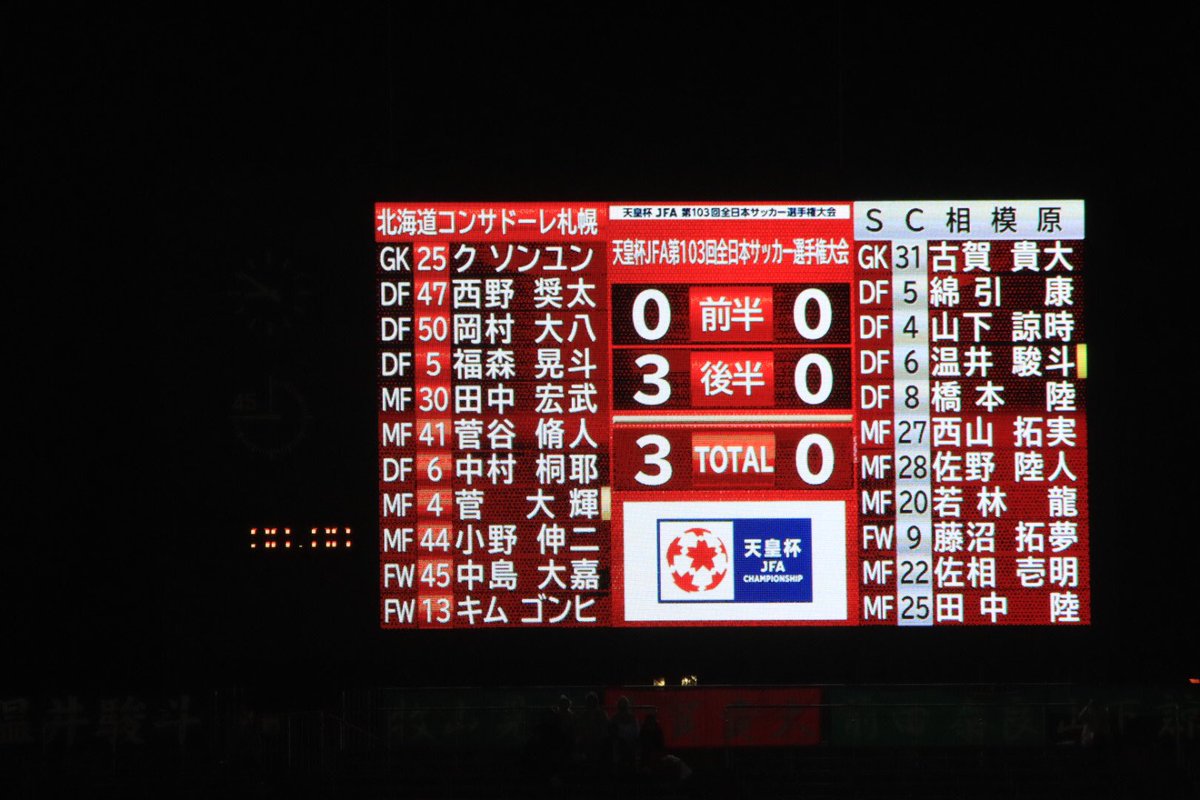 北海道コンサドーレ札幌
GK 25 ク ソンユン
DF 47 西野 奨太
DF 50 岡村 大八
DF 5 福森 晃斗
MF 30 田中 宏武
MF 41 菅谷 脩人
DF 6 中村 桐耶
MF 4 菅 大輝
MF 44 小野 伸二
FW 45 中島 大嘉
FW 13 キム ゴンヒ
天皇杯 JFA 第103回全日本サッカー選手権大会
天皇杯JFA第103回全日本サッカー選手権大会
0 前半 0
3 後半 0
3 TOTAL 0
天皇杯
JFA
CHAMPIONSHIP
SC相模原
GK 31 古賀 貴大
DF 5 綿引 康
DF 4 山下 諒時
DF 6 温井 駿斗
DF 8 橋本 陸
MF 27 西山 拓実
MF 28 佐野 陸人
MF 20 若林 龍
FW 9 藤沼 拓夢
MF 22 佐相 壱明
MF 25 田中 陸
温井駿斗